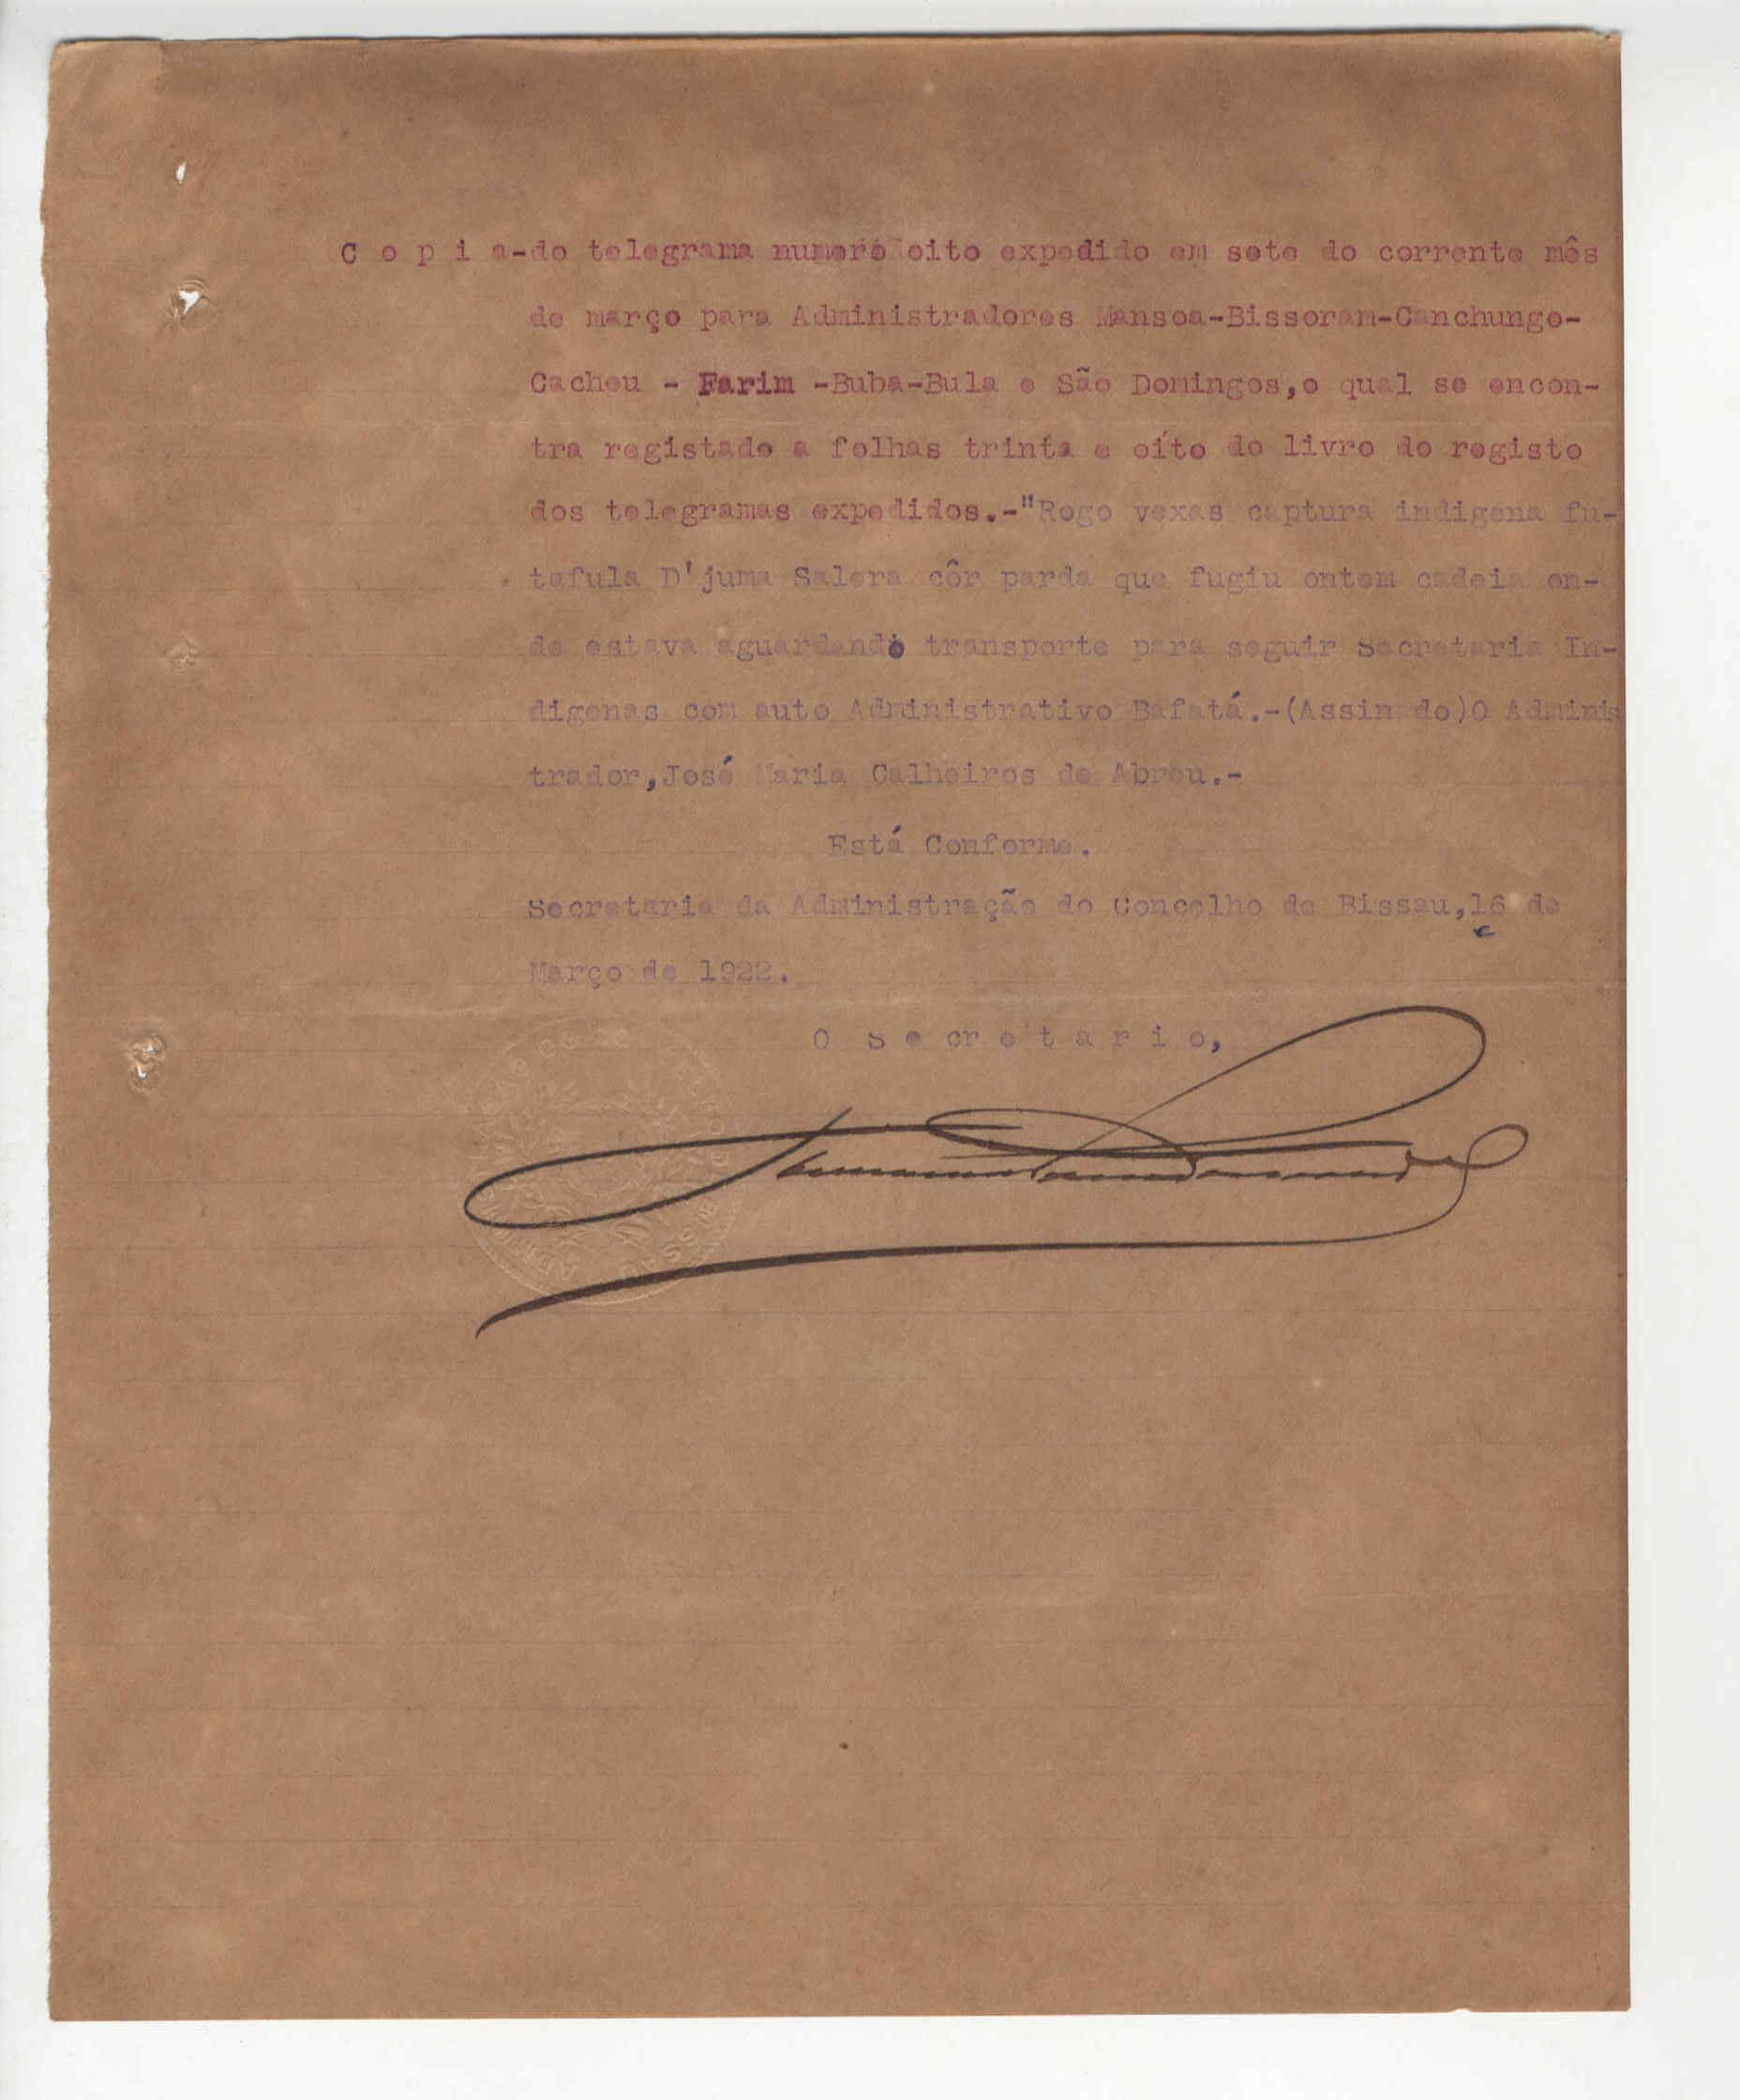 C o p i a-do telegrama numero oito expedido em sete do corrente mês
de março para Administradores Mansoa-Bissoram-Canchungo-
Cacheu - Farim -Buba-Bula e São Domingos,o qual se encon-
tra registado a folhas trinta e oito do livro do registo
dos telegramas expedidos.-"Rogo vexas captura indigena fu-
tafula D'juma Salera côr parda que fugiu ontem cadeia on-
de estava aguardando transporte para seguir Secretaria In-
digenas com auto Administrativo Bafatá.-(Assinado)O Adminis
trador,José Maria Calheiros de Abreu.-
Está Conforme.
Secretaria da Administração do Concelho de Bissau,16 de
Março de 1922.
O S e c r e t a r i o,
BISSAU